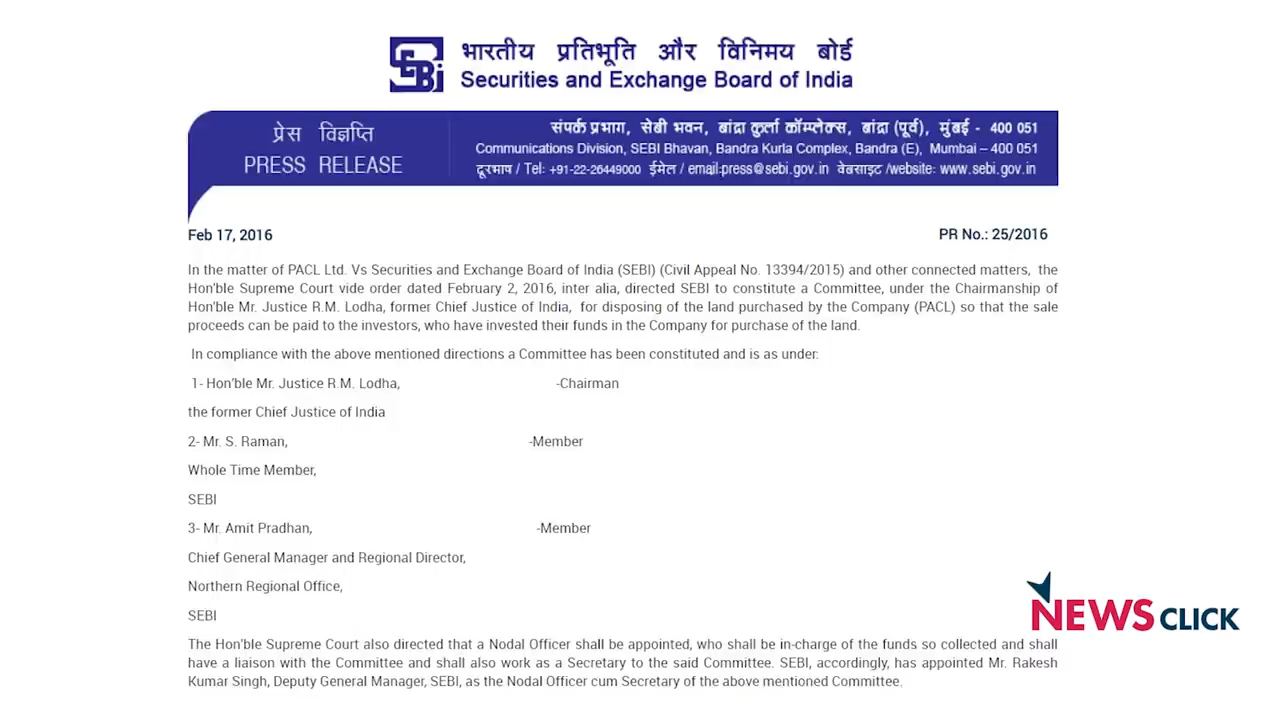 SEBI
भारतीय प्रतिभूति और विनिमय बोर्ड
Securities and Exchange Board of India
प्रेस विज्ञप्ति
PRESS RELEASE
संपर्क प्रभाग, सेबी भवन, बांद्रा कुर्ला कॉम्प्लेक्स, बांद्रा (पूर्व), मुंबई - 400 051
Communications Division, SEBI Bhavan, Bandra Kurla Complex, Bandra (E), Mumbai – 400 051
दूरभाष / Tel: +91-22-26449000 ईमेल / email:press@sebi.gov.in वेबसाइट /website: www.sebi.gov.in
Feb 17, 2016 PR No.: 25/2016
In the matter of PACL Ltd. Vs Securities and Exchange Board of India (SEBI) (Civil Appeal No. 13394/2015) and other connected matters, the
Hon'ble Supreme Court vide order dated February 2, 2016, inter alia, directed SEBI to constitute a Committee, under the Chairmanship of
Hon'ble Mr. Justice R.M. Lodha, former Chief Justice of India, for disposing of the land purchased by the Company (PACL) so that the sale
proceeds can be paid to the investors, who have invested their funds in the Company for purchase of the land.
In compliance with the above mentioned directions a Committee has been constituted and is as under:
1- Hon'ble Mr. Justice R.M. Lodha, -Chairman
the former Chief Justice of India
2- Mr. S. Raman, -Member
Whole Time Member,
SEBI
3- Mr. Amit Pradhan, -Member
Chief General Manager and Regional Director,
Northern Regional Office,
SEBI
The Hon'ble Supreme Court also directed that a Nodal Officer shall be appointed, who shall be in-charge of the funds so collected and shall
have a liaison with the Committee and shall also work as a Secretary to the said Committee. SEBI, accordingly, has appointed Mr. Rakesh
Kumar Singh, Deputy General Manager, SEBI, as the Nodal Officer cum Secretary of the above mentioned Committee.
NEWSCLICK